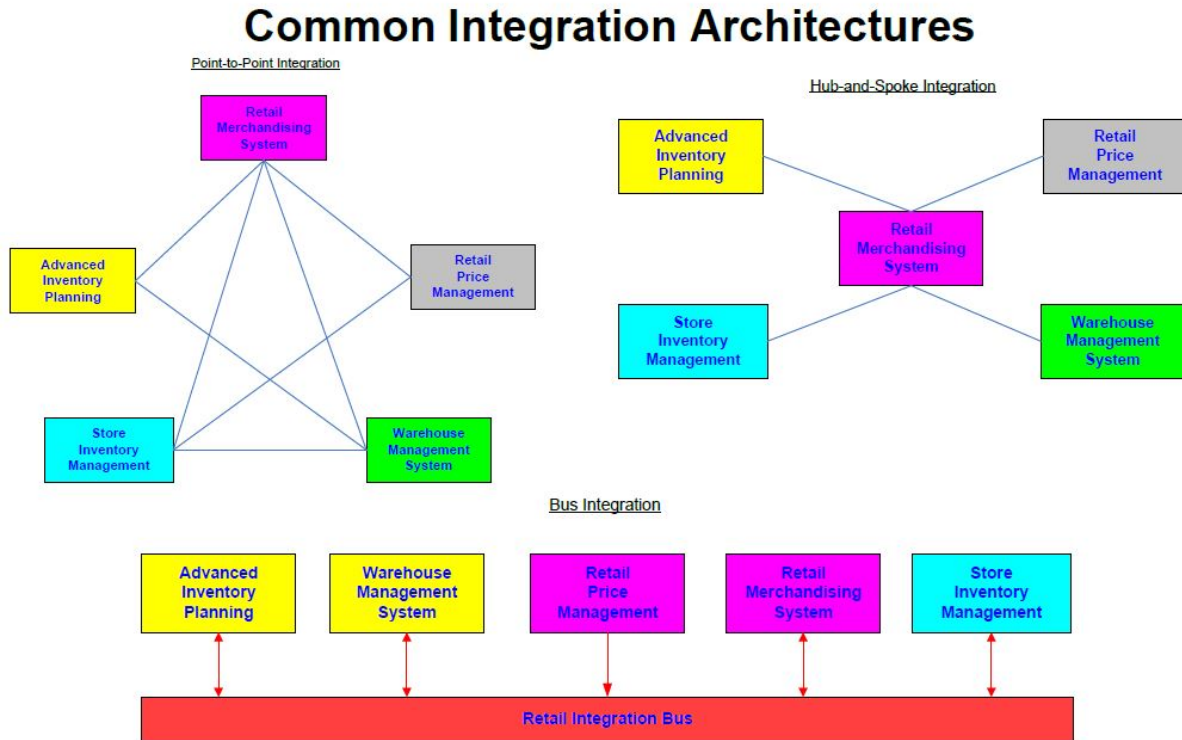 Common Integration Architectures
Point-to-Point Integration
Retail
Merchandising
System
Advanced
Inventory
Planning
Retail
Price
Management
Store
Inventory
Management
Warehouse
Management
System
Hub-and-Spoke Integration
Advanced
Inventory
Planning
Retail
Price
Management
Retail
Merchandising
System
Store
Inventory
Management
Warehouse
Management
System
Bus Integration
Advanced
Inventory
Planning
Warehouse
Management
System
Retail
Price
Management
Retail
Merchandising
System
Store
Inventory
Management
Retail Integration Bus